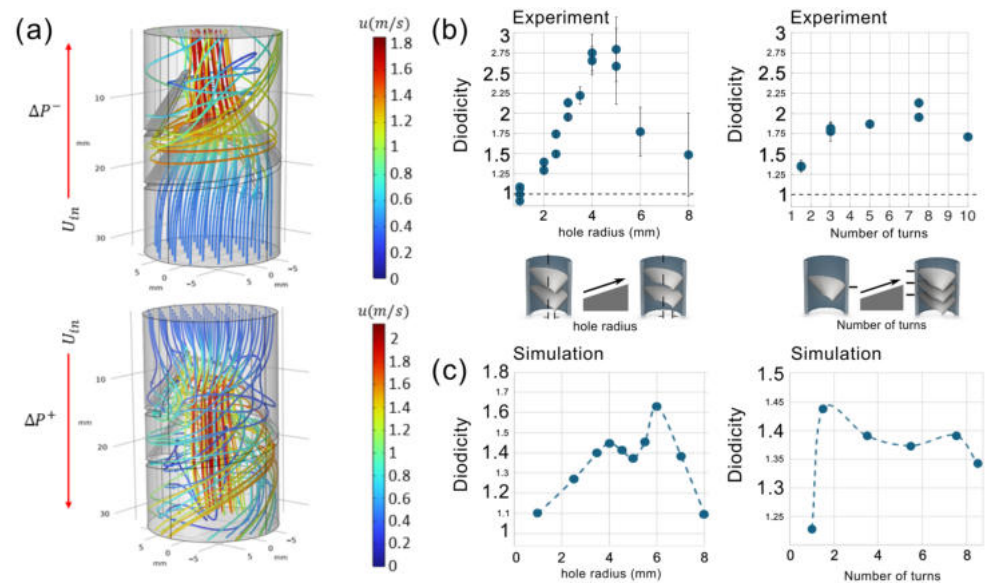 (a)
u(m/s)
1.8
1.6
1.4
1.2
1
0.8
0.6
0.4
0.2
0
ΔP⁻
U_in
10
mm
20
30
5
0
−5
mm
5
0
−5
u(m/s)
2
1.8
1.6
1.4
1.2
1
0.8
0.6
0.4
0.2
0
U_in
ΔP⁺
10
mm
20
30
5
0
−5
mm
5
0
−5
(b)
Experiment
Diodicity
3
2.75
2.5
2.25
2
1.75
1.5
1.25
1
2 4 6 8
hole radius (mm)
Experiment
Diodicity
3
2.75
2.5
2.25
2
1.75
1.5
1.25
1
1 2 3 4 5 6 7 8 9 10
Number of turns
hole radius
Number of turns
(c)
Simulation
Diodicity
1.8
1.7
1.6
1.5
1.4
1.3
1.2
1.1
1
0 2 4 6 8
hole radius (mm)
Simulation
Diodicity
1.5
1.45
1.4
1.35
1.3
1.25
0 2 4 6 8
Number of turns